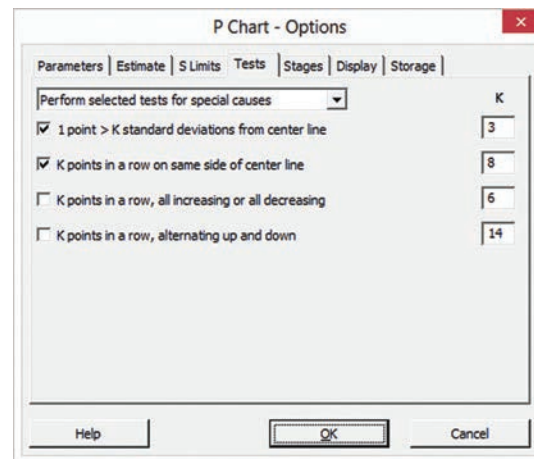 P Chart - Options
Parameters Estimate S Limits Tests Stages Display Storage
Perform selected tests for special causes K
1 point > K standard deviations from center line 3
K points in a row on same side of center line 8
K points in a row, all increasing or all decreasing 6
K points in a row, alternating up and down 14
Help OK Cancel